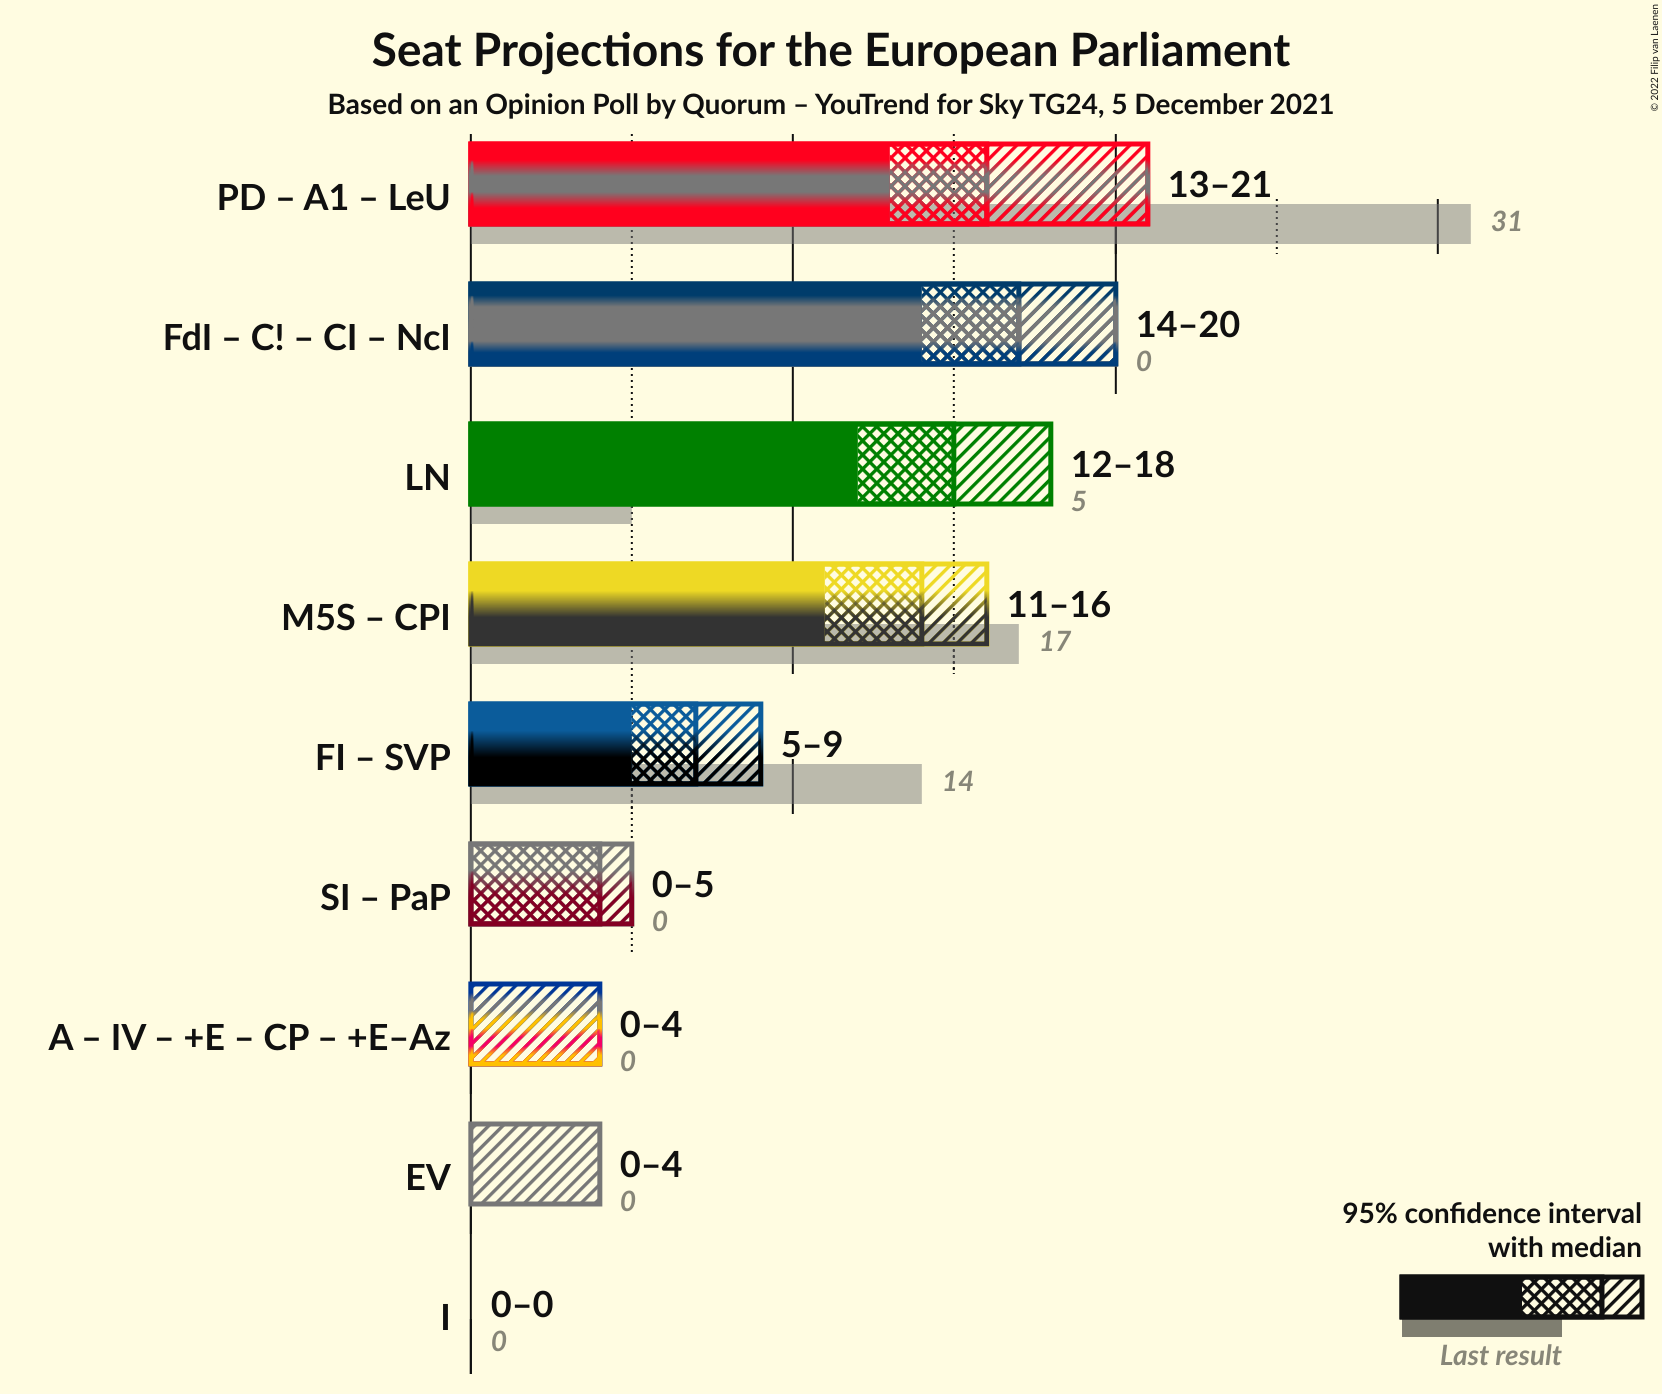 Seat Projections for the European Parliament
Based on an Opinion Poll by Quorum – YouTrend for Sky TG24, 5 December 2021
© 2022 Filip van Laenen
PD – A1 – LeU
13–21
31
FdI – C! – CI – NcI
14–20
0
LN
12–18
5
M5S – CPI
11–16
17
FI – SVP
5–9
14
SI – PaP
0–5
0
A – IV – +E – CP – +E–Az
0–4
0
EV
0–4
0
I
0–0
0
95% confidence interval
with median
Last result